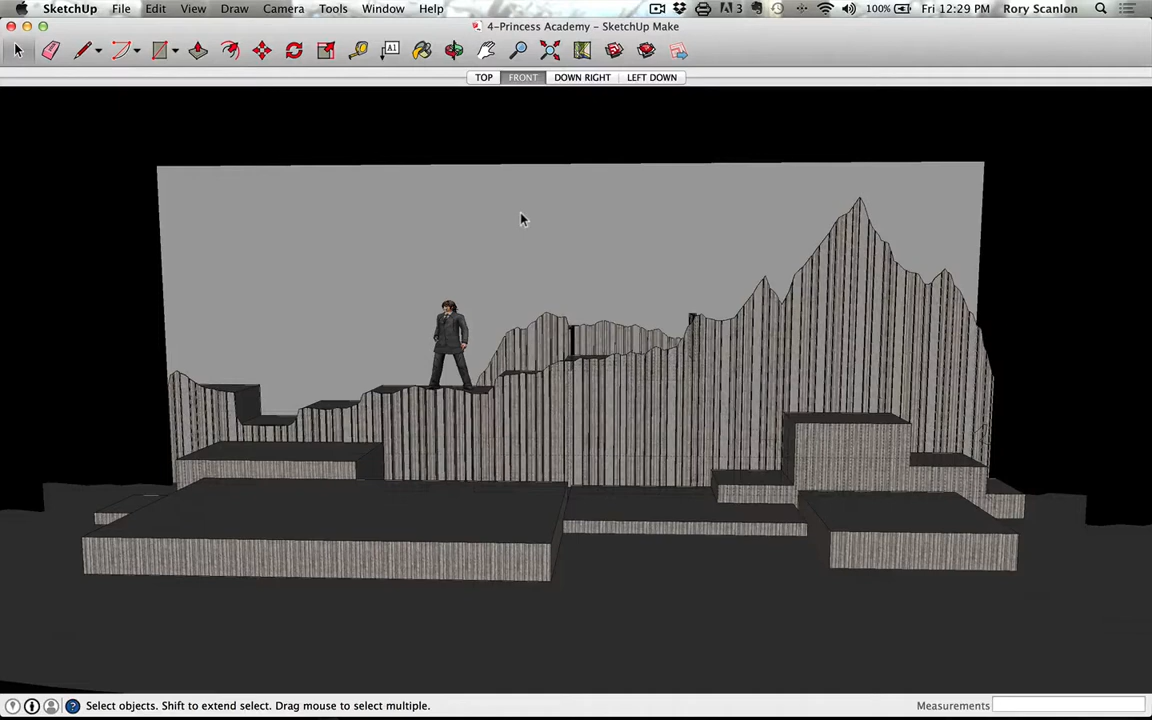 SketchUp File Edit View Draw Camera Tools Window Help 3 100% Fri 12:29 PM Rory Scanlon
4-Princess Academy – SketchUp Make
A1
TOP FRONT DOWN RIGHT LEFT DOWN
Select objects. Shift to extend select. Drag mouse to select multiple. Measurements